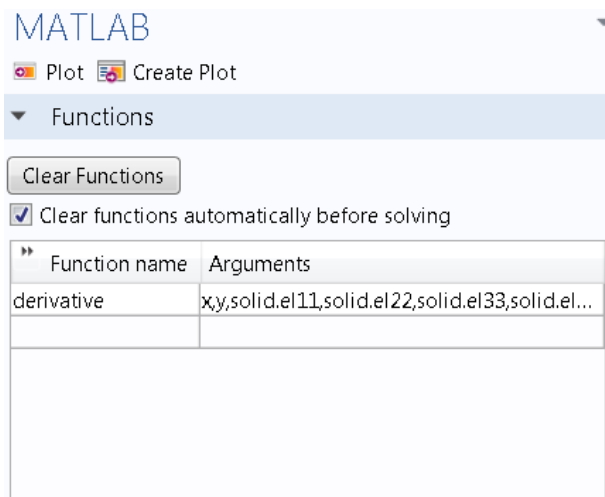 MATLAB
Plot Create Plot
Functions
Clear Functions
Clear functions automatically before solving
Function name Arguments
derivative x,y,solid.el11,solid.el22,solid.el33,solid.el...